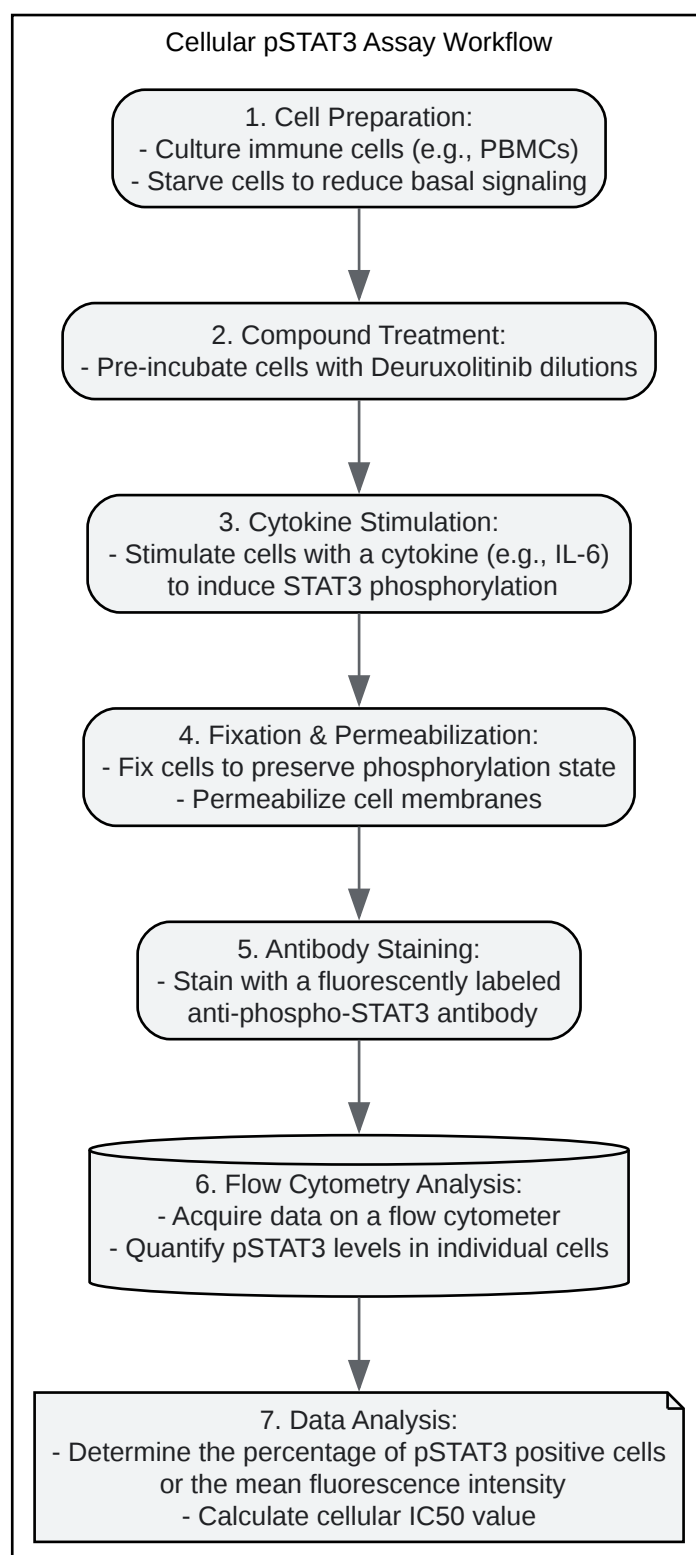 Cellular pSTAT3 Assay Workflow
1. Cell Preparation:
- Culture immune cells (e.g., PBMCs)
- Starve cells to reduce basal signaling
2. Compound Treatment:
- Pre-incubate cells with Deuruxolitinib dilutions
3. Cytokine Stimulation:
- Stimulate cells with a cytokine (e.g., IL-6)
to induce STAT3 phosphorylation
4. Fixation & Permeabilization:
- Fix cells to preserve phosphorylation state
- Permeabilize cell membranes
5. Antibody Staining:
- Stain with a fluorescently labeled
anti-phospho-STAT3 antibody
6. Flow Cytometry Analysis:
- Acquire data on a flow cytometer
- Quantify pSTAT3 levels in individual cells
7. Data Analysis:
- Determine the percentage of pSTAT3 positive cells
or the mean fluorescence intensity
- Calculate cellular IC50 value